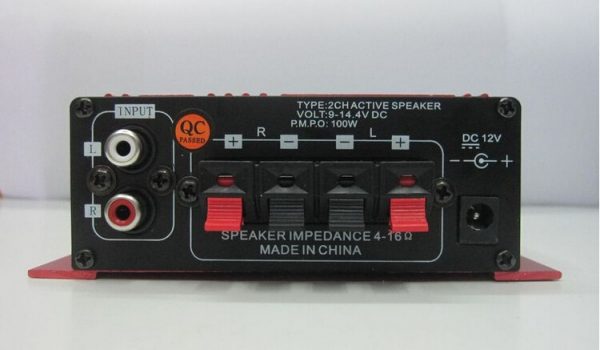 INPUT
QC
PASSED
TYPE:2CH ACTIVE SPEAKER
VOLT:9-14.4V DC
P.M.P.O: 100W
+ R - - L +
DC 12V
- +
L
R
SPEAKER IMPEDANCE 4-16Ω
MADE IN CHINA